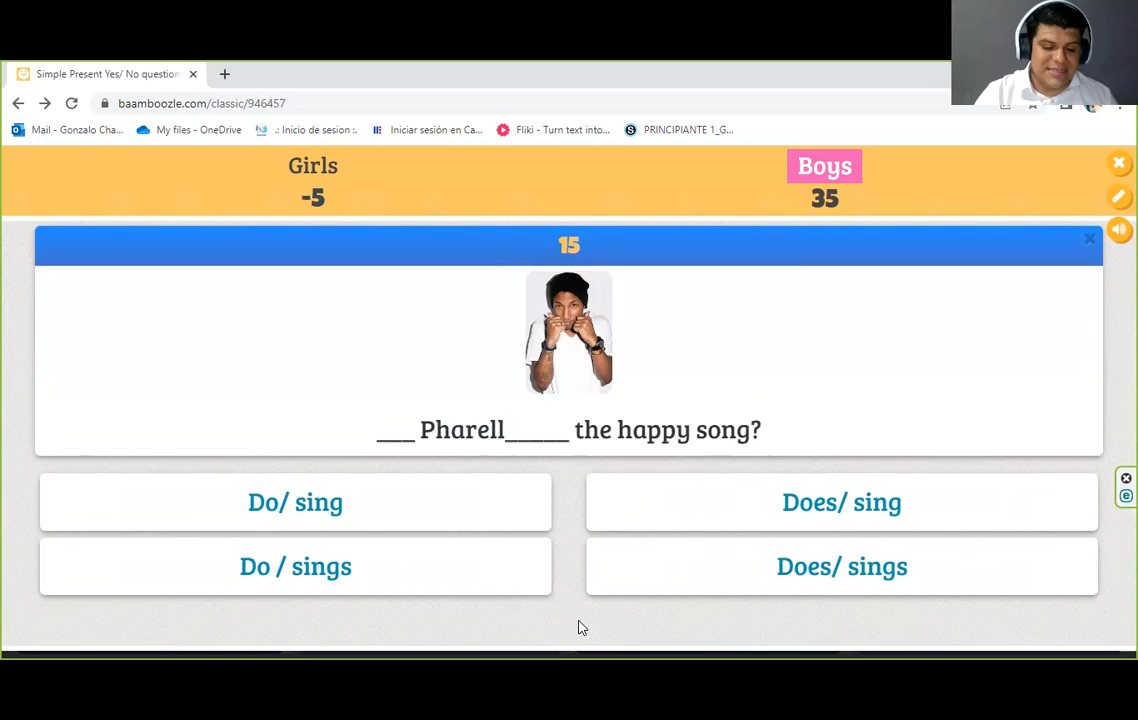 Simple Present Yes/ No question
baamboozle.com/classic/946457
Mail - Gonzalo Cha...
My files - OneDrive
.: Inicio de sesion :.
Iniciar sesión en Ca...
Fliki - Turn text into...
PRINCIPIANTE 1_G...
Girls
Boys
-5
35
15
___ Pharell_____ the happy song?
Do/ sing
Does/ sing
Do / sings
Does/ sings